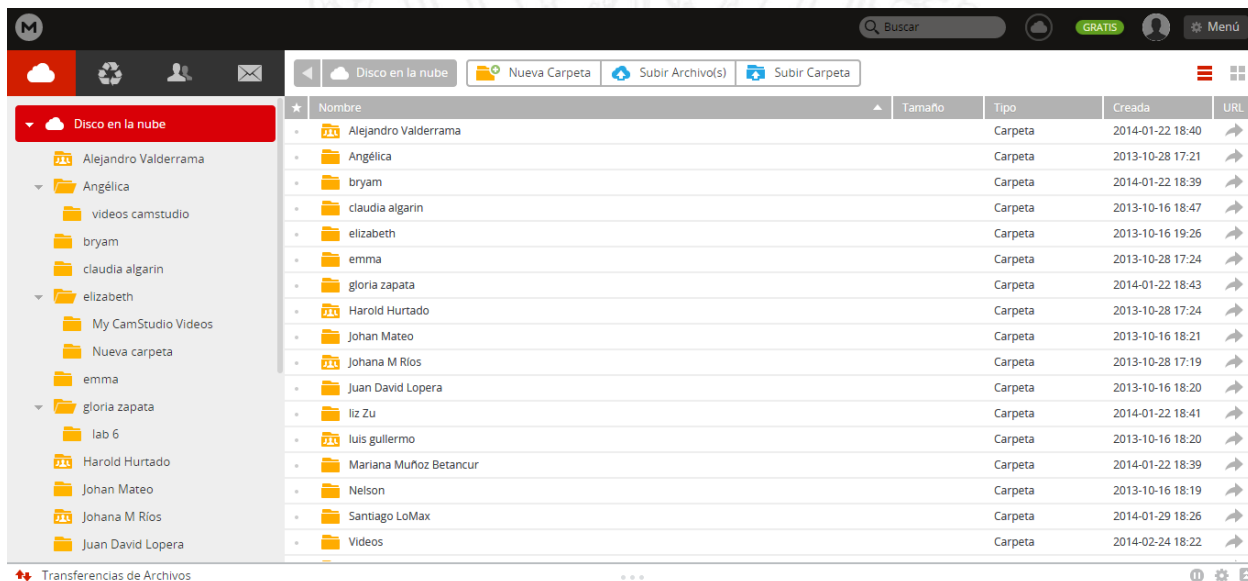 M
Buscar
GRATIS
Menú
Disco en la nube
Nueva Carpeta
Subir Archivo(s)
Subir Carpeta
Disco en la nube
Alejandro Valderrama
Angélica
videos camstudio
bryam
claudia algarin
elizabeth
My CamStudio Videos
Nueva carpeta
emma
gloria zapata
lab 6
Harold Hurtado
Johan Mateo
Johana M Ríos
Juan David Lopera
Nombre Tamaño Tipo Creada URL
Alejandro Valderrama Carpeta 2014-01-22 18:40
Angélica Carpeta 2013-10-28 17:21
bryam Carpeta 2014-01-22 18:39
claudia algarin Carpeta 2013-10-16 18:47
elizabeth Carpeta 2013-10-16 19:26
emma Carpeta 2013-10-28 17:24
gloria zapata Carpeta 2014-01-22 18:43
Harold Hurtado Carpeta 2013-10-28 17:24
Johan Mateo Carpeta 2013-10-16 18:21
Johana M Ríos Carpeta 2013-10-28 17:19
Juan David Lopera Carpeta 2013-10-16 18:20
liz Zu Carpeta 2014-01-22 18:41
luis gullermo Carpeta 2013-10-16 18:20
Mariana Muñoz Betancur Carpeta 2014-01-22 18:39
Nelson Carpeta 2013-10-16 18:19
Santiago LoMax Carpeta 2014-01-29 18:26
Videos Carpeta 2014-02-24 18:22
Transferencias de Archivos